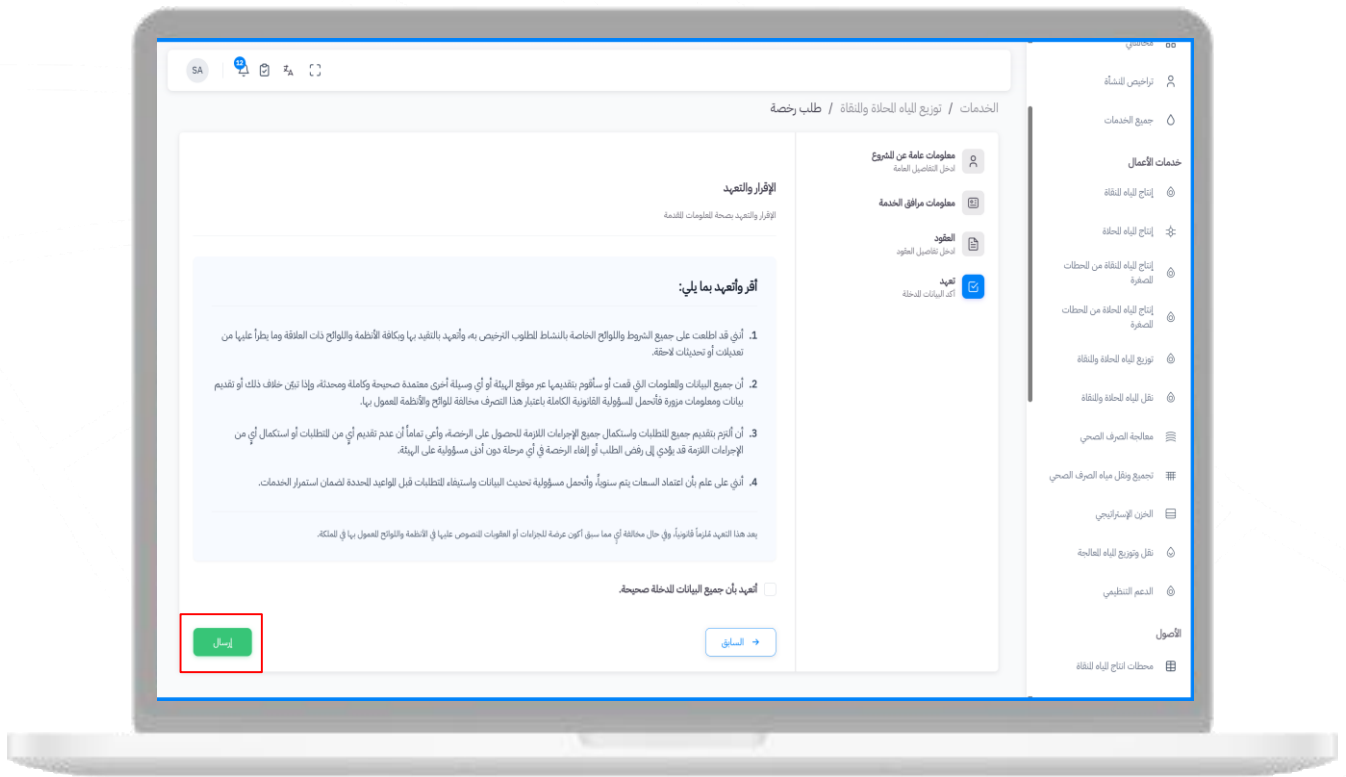 محافظي
تراخيص المنشأة
جميع الخدمات
خدمات الأعمال
إنتاج المياه المنقاة
إنتاج المياه المحلاة
إنتاج المياه المنقاة من المحطات
المصغرة
إنتاج المياه المحلاة من المحطات
المصغرة
توزيع المياه المحلاة والمنقاة
نقل المياه المحلاة والمنقاة
معالجة الصرف الصحي
تجميع ونقل مياه الصرف الصحي
الخزن الإستراتيجي
نقل وتوزيع المياه المعالجة
الدعم التنظيمي
الأصول
محطات انتاج المياه المنقاة
SA
12
الخدمات / توزيع المياه المحلاة والمنقاة / طلب رخصة
معلومات عامة عن المشروع
ادخل التفاصيل العامة
معلومات مرافق الخدمة
العقود
ادخل تفاصيل العقود
تعهد
أكد البيانات المدخلة
الإقرار والتعهد
الإقرار والتعهد بصحة المعلومات المقدمة
أقر وأتعهد بما يلي:
1. أنني قد اطلعت على جميع الشروط واللوائح الخاصة بالنشاط المطلوب الترخيص به، وأتعهد بالتقيد بها وبكافة الأنظمة واللوائح ذات العلاقة وما يطرأ عليها من
تعديلات أو تحديثات لاحقة.
2. أن جميع البيانات والمعلومات التي قمت أو سأقوم بتقديمها عبر موقع الهيئة أو أي وسيلة أخرى معتمدة صحيحة وكاملة ومحدثة، وإذا تبيّن خلاف ذلك أو تقديم
بيانات ومعلومات مزورة فأتحمل المسؤولية القانونية الكاملة باعتبار هذا التصرف مخالفة للوائح والأنظمة المعمول بها.
3. أن ألتزم بتقديم جميع المتطلبات واستكمال جميع الإجراءات اللازمة للحصول على الرخصة، وأعي تماماً أن عدم تقديم أيٍ من المتطلبات أو استكمال أيٍ من
الإجراءات اللازمة قد يؤدي إلى رفض الطلب أو إلغاء الرخصة في أي مرحلة دون أدنى مسؤولية على الهيئة.
4. أنني على علم بأن اعتماد السعات يتم سنوياً، وأتحمل مسؤولية تحديث البيانات واستيفاء المتطلبات قبل المواعيد المحددة لضمان استمرار الخدمات.
يعد هذا التعهد مُلزماً قانونياً، وفي حال مخالفة أيٍ مما سبق أكون عرضة للجزاءات أو العقوبات المنصوص عليها في الأنظمة واللوائح المعمول بها في المملكة.
أتعهد بأن جميع البيانات المدخلة صحيحة.
السابق
إرسال